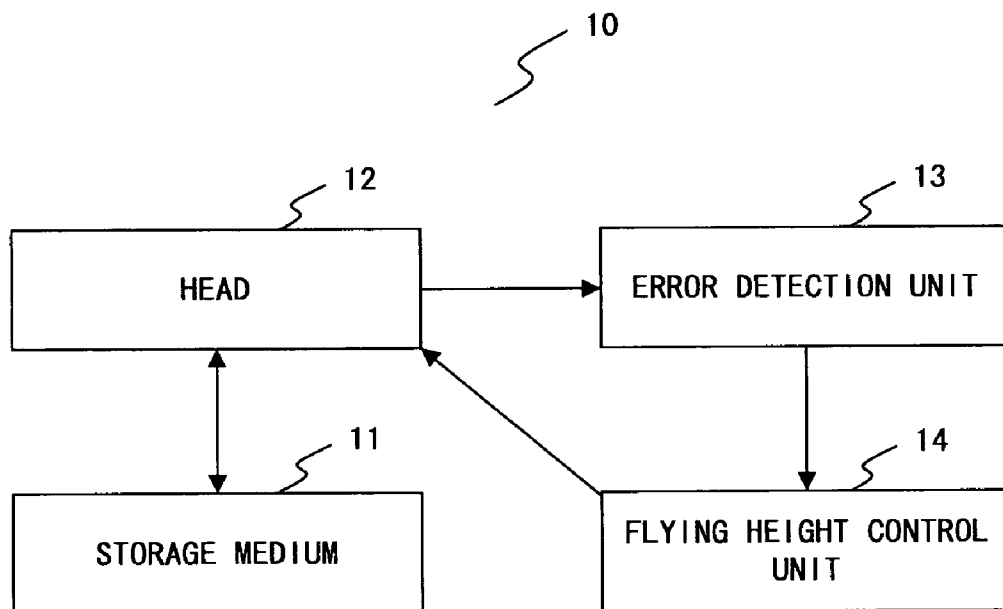 10
12
13
HEAD
ERROR DETECTION UNIT
11
14
STORAGE MEDIUM
FLYING HEIGHT CONTROL
UNIT